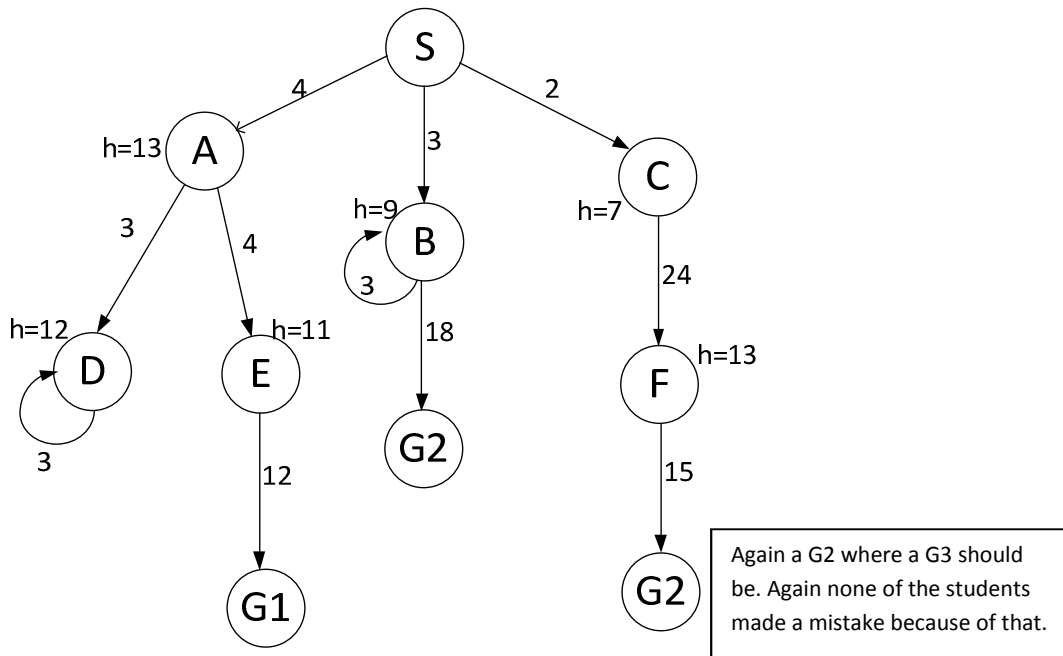 S
4
2
3
h=13
A
C
h=7
h=9
B
3
4
3
24
18
h=12
h=11
D
E
h=13
F
G2
3
12
15
G1
G2
Again a G2 where a G3 should
be. Again none of the students
made a mistake because of that.